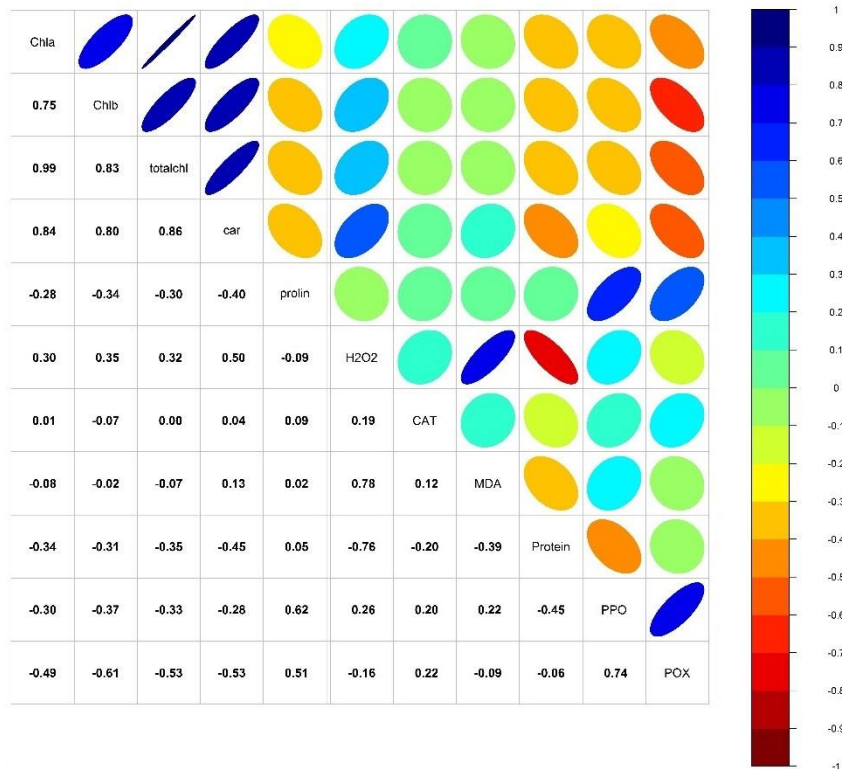 Chla
0.75 Chlb
0.99 0.83 totalchl
0.84 0.80 0.86 car
-0.28 -0.34 -0.30 -0.40 prolin
0.30 0.35 0.32 0.50 -0.09 H2O2
0.01 -0.07 0.00 0.04 0.09 0.19 CAT
-0.08 -0.02 -0.07 0.13 0.02 0.78 0.12 MDA
-0.34 -0.31 -0.35 -0.45 0.05 -0.76 -0.20 -0.39 Protein
-0.30 -0.37 -0.33 -0.28 0.62 0.26 0.20 0.22 -0.45 PPO
-0.49 -0.61 -0.53 -0.53 0.51 -0.16 0.22 -0.09 -0.06 0.74 POX
1
0.9
0.8
0.7
0.6
0.5
0.4
0.3
0.2
0.1
0
-0.1
-0.2
-0.3
-0.4
-0.5
-0.6
-0.7
-0.8
-0.9
-1